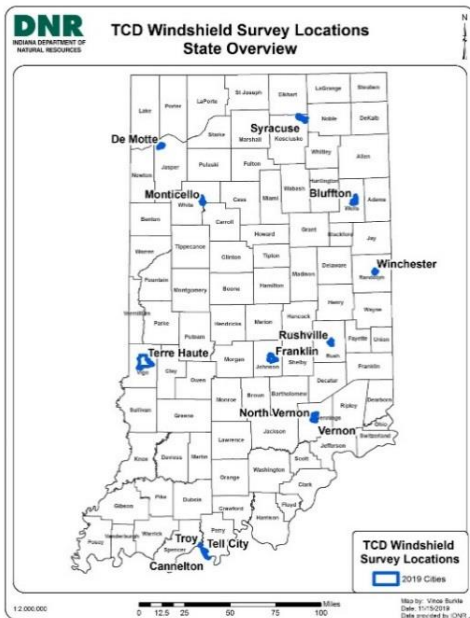 DNR
INDIANA DEPARTMENT OF
NATURAL RESOURCES
TCD Windshield Survey Locations
State Overview
N
St Joseph
Elkhart
LaGrange
Steuben
LaPorte
Porter
Lake
Noble
DeKalb
Syracuse
Starke
Marshall
Kosciusko
De Motte
Whitley
Allen
Jasper
Pulaski
Fulton
Newton
Wabash
Huntington
Monticello
Bluffton
White
Cass
Miami
Wells
Adams
Benton
Carroll
Grant
Blackford
Jay
Howard
Warren
Tippecanoe
Clinton
Tipton
Delaware
Winchester
Madison
Randolph
Fountain
Montgomery
Boone
Hamilton
Henry
Wayne
Vermillion
Parke
Hendricks
Marion
Hancock
Rushville
Putnam
Fayette
Union
Terre Haute
Franklin
Rush
Morgan
Johnson
Shelby
Franklin
Vigo
Clay
Owen
Decatur
Monroe
Brown
Bartholomew
Dearborn
Sullivan
Greene
North Vernon
Jennings
Ripley
Ohio
Vernon
Jackson
Switzerland
Jefferson
Lawrence
Scott
Knox
Daviess
Martin
Washington
Orange
Clark
Floyd
Pike
Dubois
Crawford
Harrison
Gibson
Troy
Perry
Warrick
Tell City
Posey
Vanderburgh
Spencer
Cannelton
TCD Windshield
Survey Locations
2019 Cities
1:2,000,000
Miles
0 12.5 25 50 75 100
Map by: Vince Burkle
Date: 11/15/2019
Data provided by IDNR